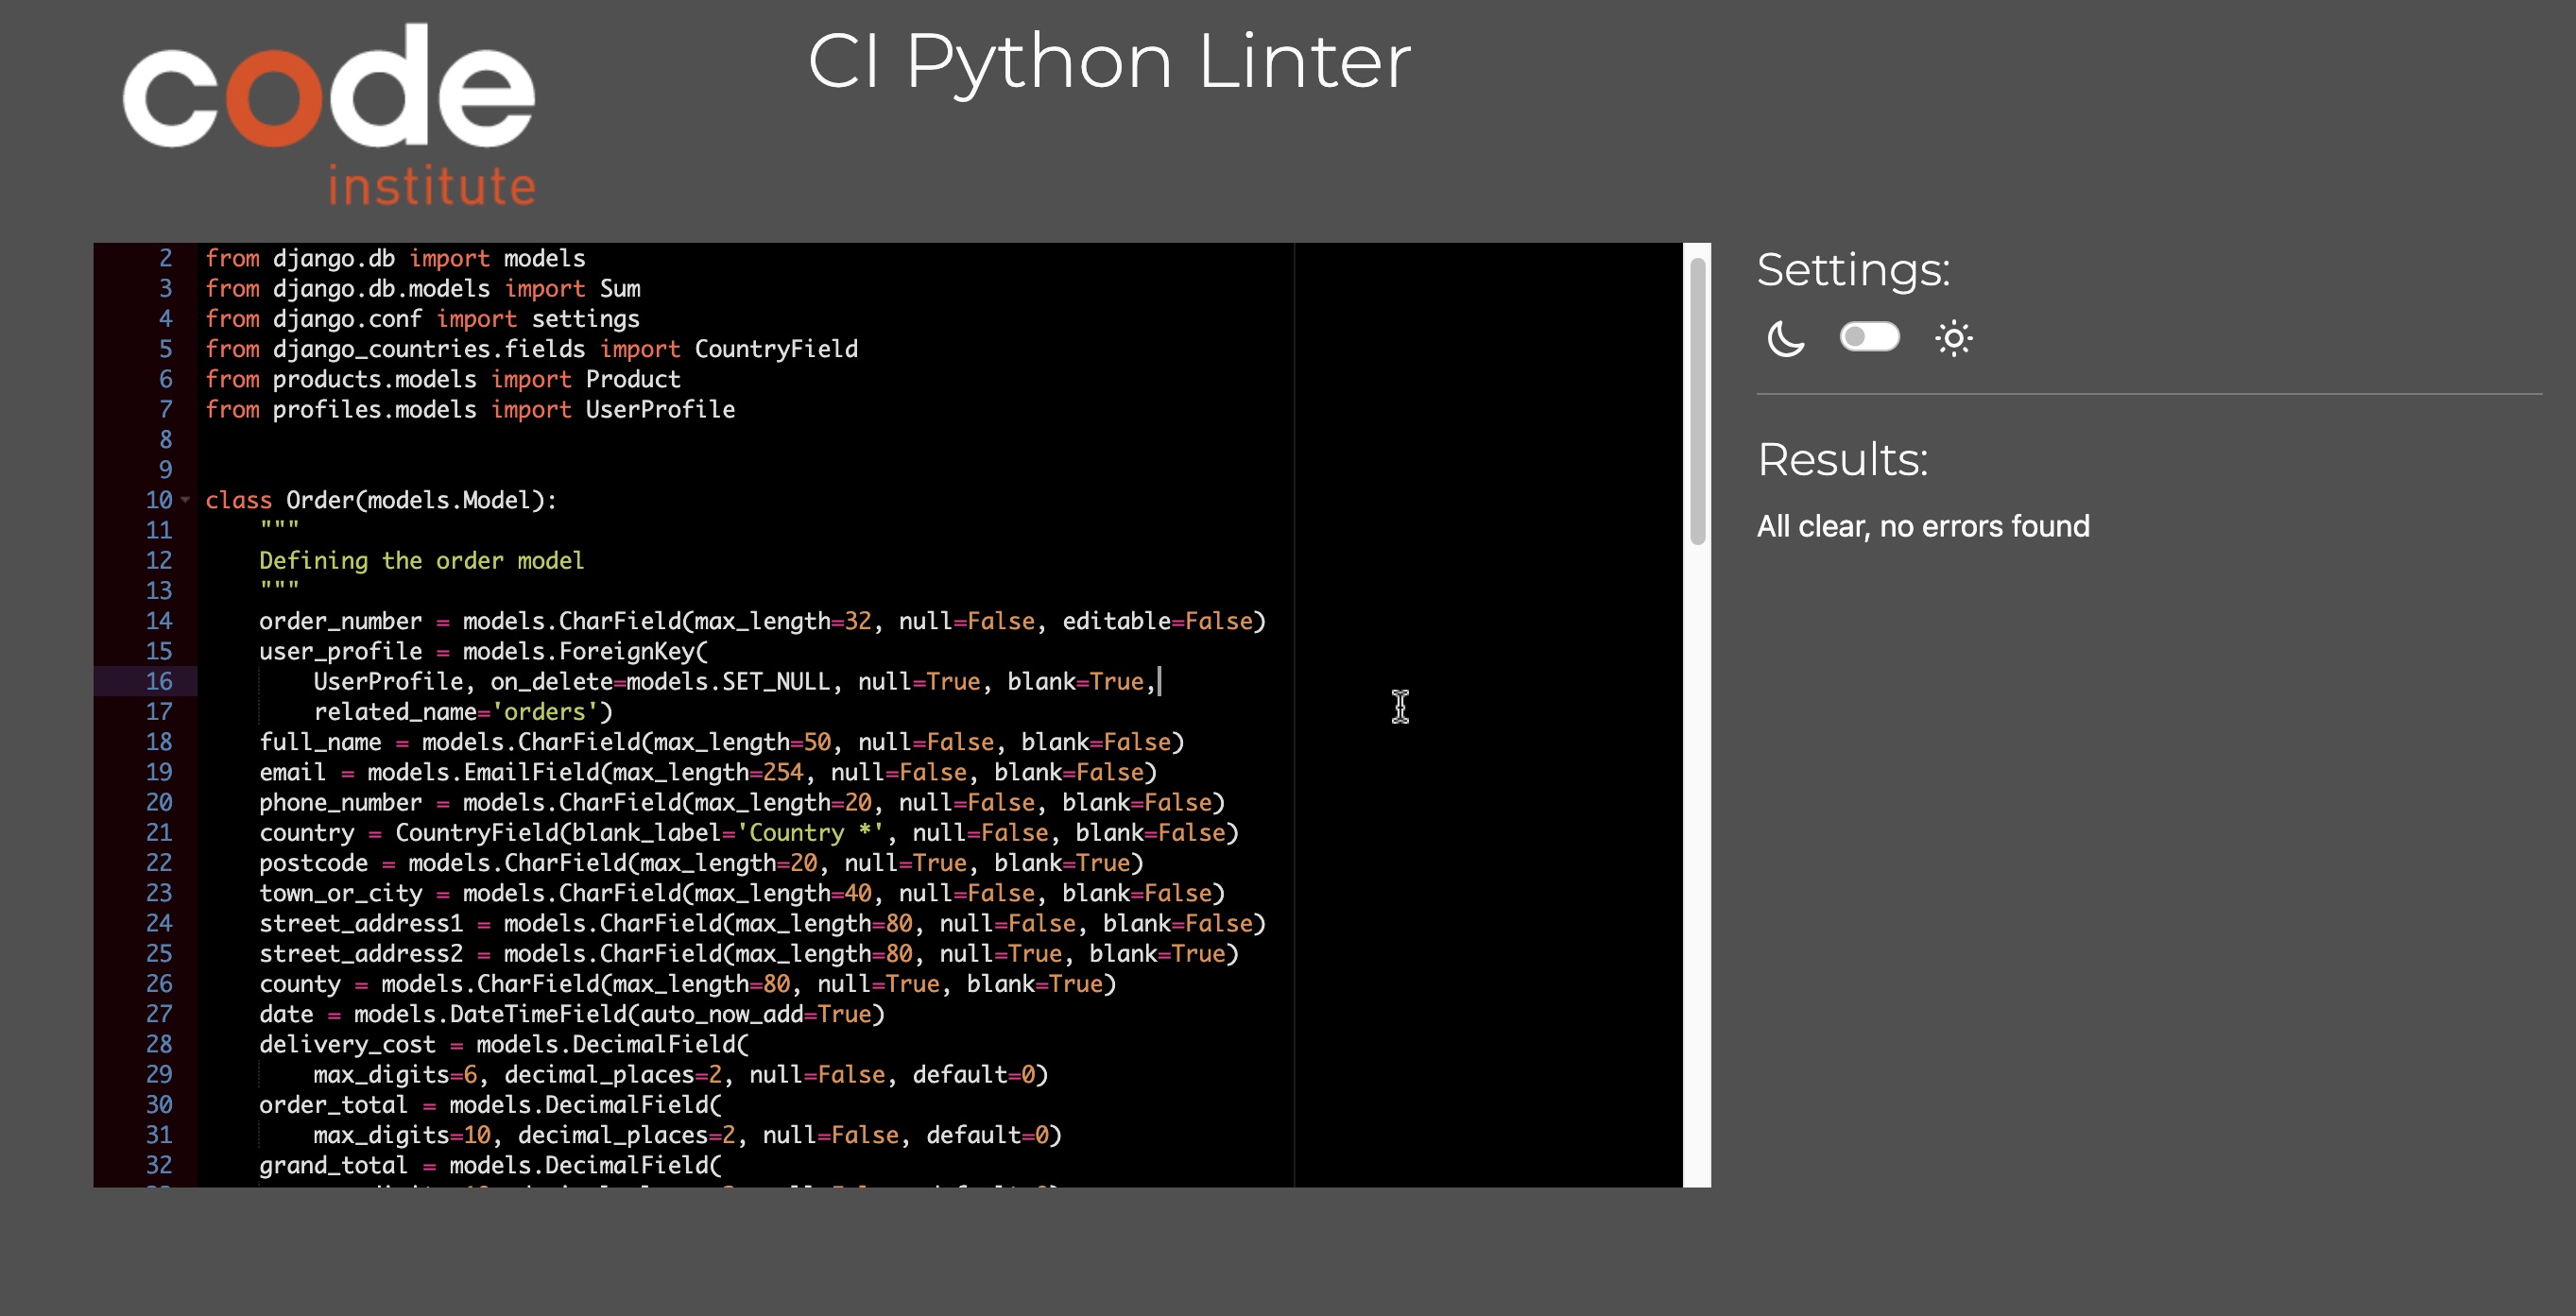 code
institute
CI Python Linter
2 from django.db import models
3 from django.db.models import Sum
4 from django.conf import settings
5 from django_countries.fields import CountryField
6 from products.models import Product
7 from profiles.models import UserProfile
8
9
10 class Order(models.Model):
11     """
12     Defining the order model
13     """
14     order_number = models.CharField(max_length=32, null=False, editable=False)
15     user_profile = models.ForeignKey(
16         UserProfile, on_delete=models.SET_NULL, null=True, blank=True,
17         related_name='orders')
18     full_name = models.CharField(max_length=50, null=False, blank=False)
19     email = models.EmailField(max_length=254, null=False, blank=False)
20     phone_number = models.CharField(max_length=20, null=False, blank=False)
21     country = CountryField(blank_label='Country *', null=False, blank=False)
22     postcode = models.CharField(max_length=20, null=True, blank=True)
23     town_or_city = models.CharField(max_length=40, null=False, blank=False)
24     street_address1 = models.CharField(max_length=80, null=False, blank=False)
25     street_address2 = models.CharField(max_length=80, null=True, blank=True)
26     county = models.CharField(max_length=80, null=True, blank=True)
27     date = models.DateTimeField(auto_now_add=True)
28     delivery_cost = models.DecimalField(
29         max_digits=6, decimal_places=2, null=False, default=0)
30     order_total = models.DecimalField(
31         max_digits=10, decimal_places=2, null=False, default=0)
32     grand_total = models.DecimalField(
Settings:
Results:
All clear, no errors found